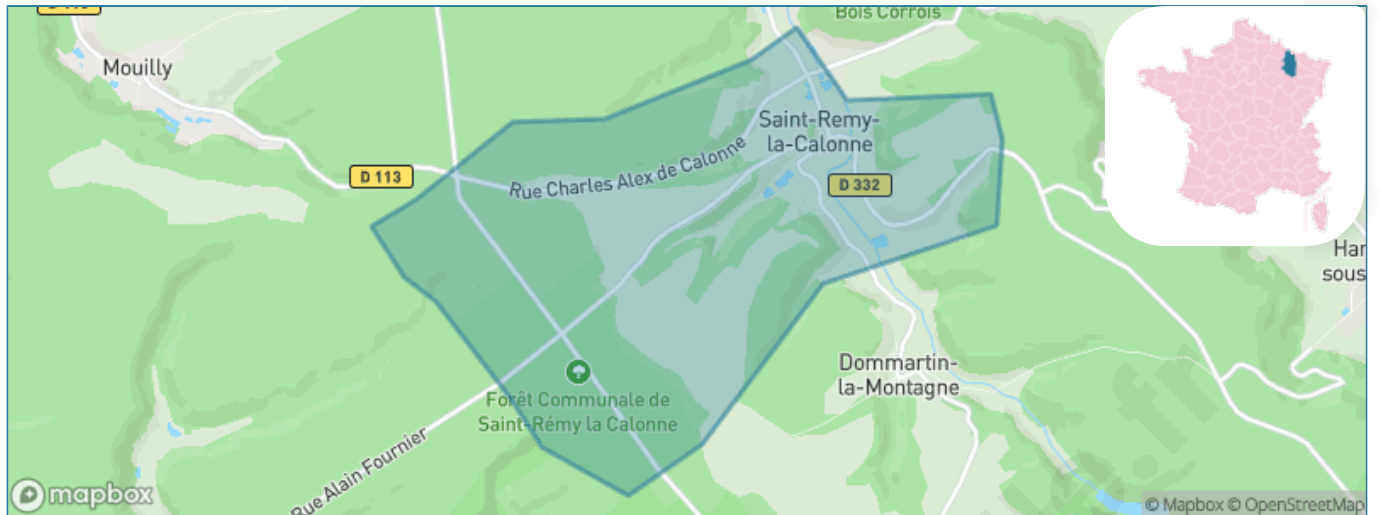 Bois Corrois
Mouilly
Saint-Remy-
la-Calonne
D 113
Rue Charles Alex de Calonne
D 332
Har
sous
Dommartin-
la-Montagne
Forêt Communale de
Saint-Rémy la Calonne
Rue Alain Fournier
mapbox
© Mapbox © OpenStreetMap